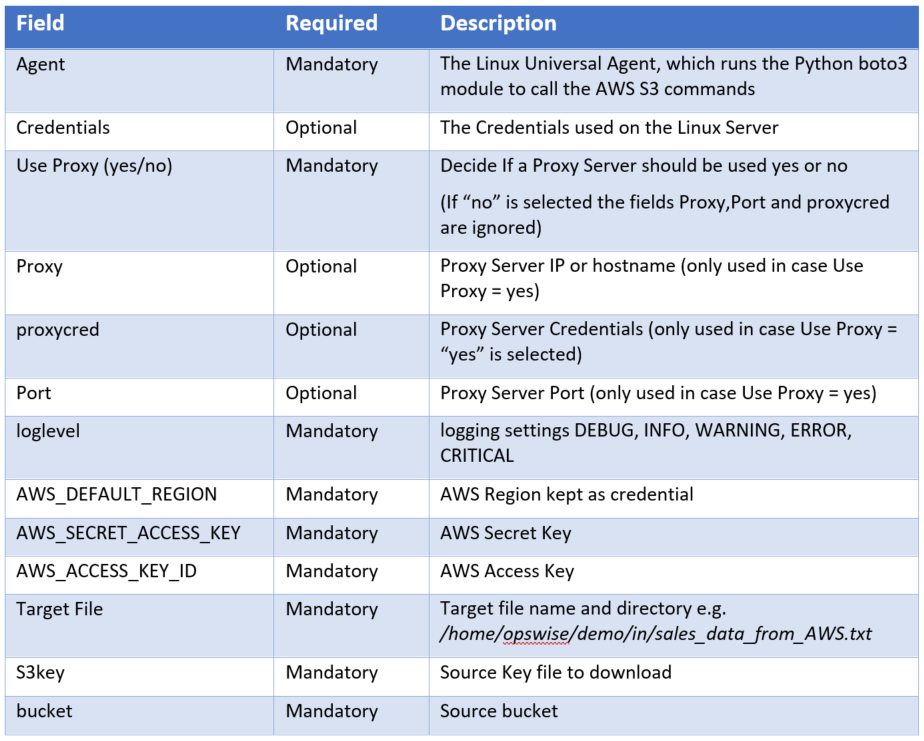 Field Required Description
Agent Mandatory The Linux Universal Agent, which runs the Python boto3
module to call the AWS S3 commands
Credentials Optional The Credentials used on the Linux Server
Use Proxy (yes/no) Mandatory Decide If a Proxy Server should be used yes or no
(If “no” is selected the fields Proxy,Port and proxycred
are ignored)
Proxy Optional Proxy Server IP or hostname (only used in case Use
Proxy = yes)
proxycred Optional Proxy Server Credentials (only used in case Use Proxy =
“yes” is selected)
Port Optional Proxy Server Port (only used in case Use Proxy = yes)
loglevel Mandatory logging settings DEBUG, INFO, WARNING, ERROR,
CRITICAL
AWS_DEFAULT_REGION Mandatory AWS Region kept as credential
AWS_SECRET_ACCESS_KEY Mandatory AWS Secret Key
AWS_ACCESS_KEY_ID Mandatory AWS Access Key
Target File Mandatory Target file name and directory e.g.
/home/opswise/demo/in/sales_data_from_AWS.txt
S3key Mandatory Source Key file to download
bucket Mandatory Source bucket